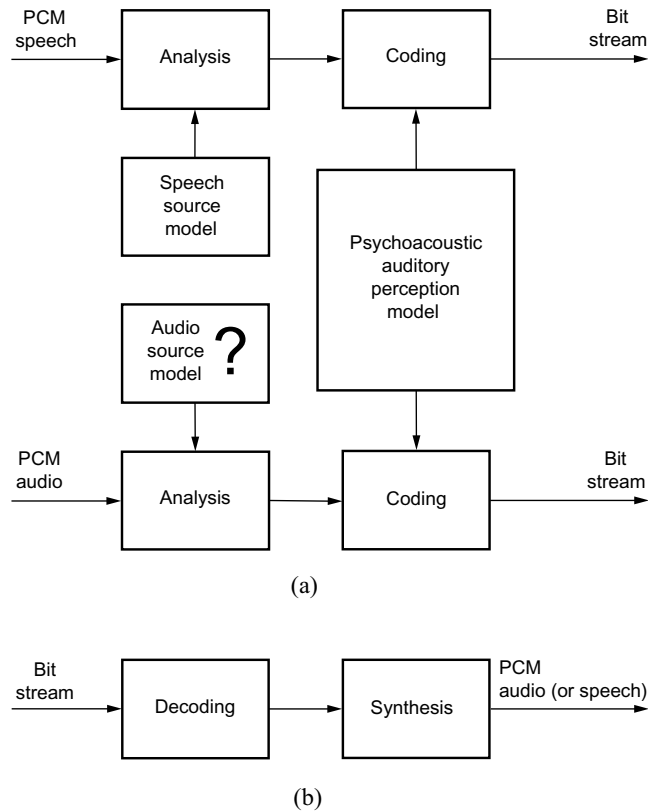 PCM
speech
Analysis
Coding
Bit
stream
Speech
source
model
Psychoacoustic
auditory
perception
model
Audio
source
model
?
PCM
audio
Analysis
Coding
Bit
stream
(a)
Bit
stream
Decoding
Synthesis
PCM
audio (or speech)
(b)